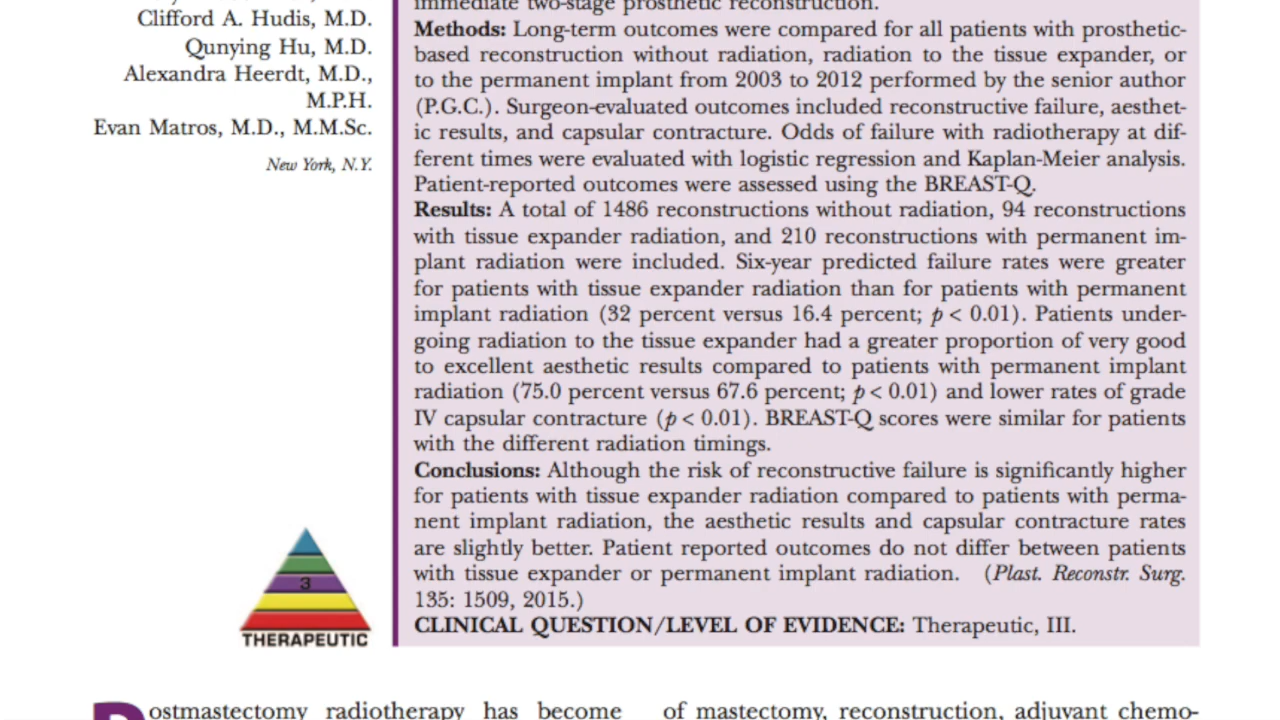 Clifford A. Hudis, M.D.
Qunying Hu, M.D.
Alexandra Heerdt, M.D.,
M.P.H.
Evan Matros, M.D., M.M.Sc.
New York, N.Y.
immediate two-stage prosthetic reconstruction.
Methods: Long-term outcomes were compared for all patients with prosthetic-
based reconstruction without radiation, radiation to the tissue expander, or
to the permanent implant from 2003 to 2012 performed by the senior author
(P.G.C.). Surgeon-evaluated outcomes included reconstructive failure, aesthet-
ic results, and capsular contracture. Odds of failure with radiotherapy at dif-
ferent times were evaluated with logistic regression and Kaplan-Meier analysis.
Patient-reported outcomes were assessed using the BREAST-Q.
Results: A total of 1486 reconstructions without radiation, 94 reconstructions
with tissue expander radiation, and 210 reconstructions with permanent im-
plant radiation were included. Six-year predicted failure rates were greater
for patients with tissue expander radiation than for patients with permanent
implant radiation (32 percent versus 16.4 percent; p < 0.01). Patients under-
going radiation to the tissue expander had a greater proportion of very good
to excellent aesthetic results compared to patients with permanent implant
radiation (75.0 percent versus 67.6 percent; p < 0.01) and lower rates of grade
IV capsular contracture (p < 0.01). BREAST-Q scores were similar for patients
with the different radiation timings.
Conclusions: Although the risk of reconstructive failure is significantly higher
for patients with tissue expander radiation compared to patients with perma-
nent implant radiation, the aesthetic results and capsular contracture rates
are slightly better. Patient reported outcomes do not differ between patients
with tissue expander or permanent implant radiation. (Plast. Reconstr. Surg.
135: 1509, 2015.)
CLINICAL QUESTION/LEVEL OF EVIDENCE: Therapeutic, III.
3
THERAPEUTIC
Postmastectomy radiotherapy has become
of mastectomy, reconstruction, adjuvant chemo-